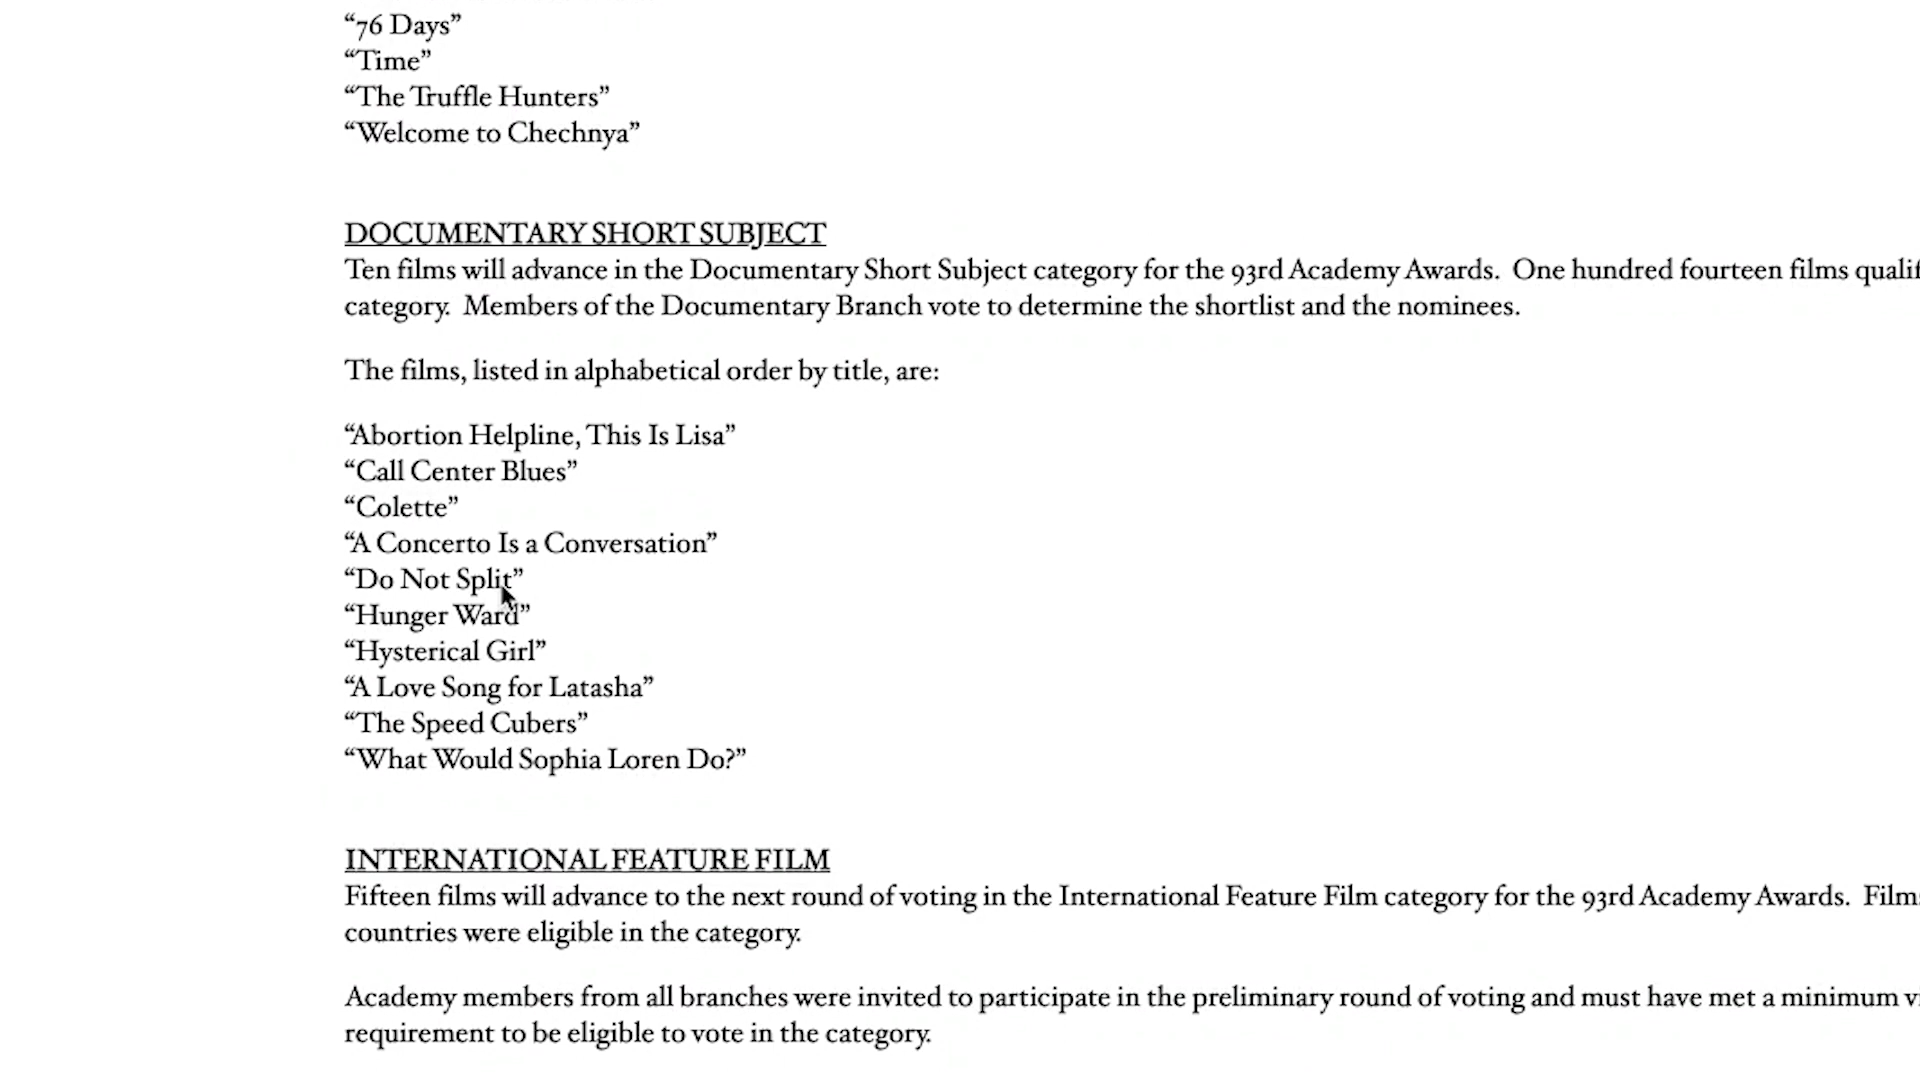 “76 Days”
“Time”
“The Truffle Hunters”
“Welcome to Chechnya”
DOCUMENTARY SHORT SUBJECT
Ten films will advance in the Documentary Short Subject category for the 93rd Academy Awards.  One hundred fourteen films
category.  Members of the Documentary Branch vote to determine the shortlist and the nominees.
The films, listed in alphabetical order by title, are:
“Abortion Helpline, This Is Lisa”
“Call Center Blues”
“Colette”
“A Concerto Is a Conversation”
“Do Not Split”
“Hunger Ward”
“Hysterical Girl”
“A Love Song for Latasha”
“The Speed Cubers”
“What Would Sophia Loren Do?”
INTERNATIONAL FEATURE FILM
Fifteen films will advance to the next round of voting in the International Feature Film category for the 93rd Academy Awards.
countries were eligible in the category.
Academy members from all branches were invited to participate in the preliminary round of voting and must have met a minimum
requirement to be eligible to vote in the category.